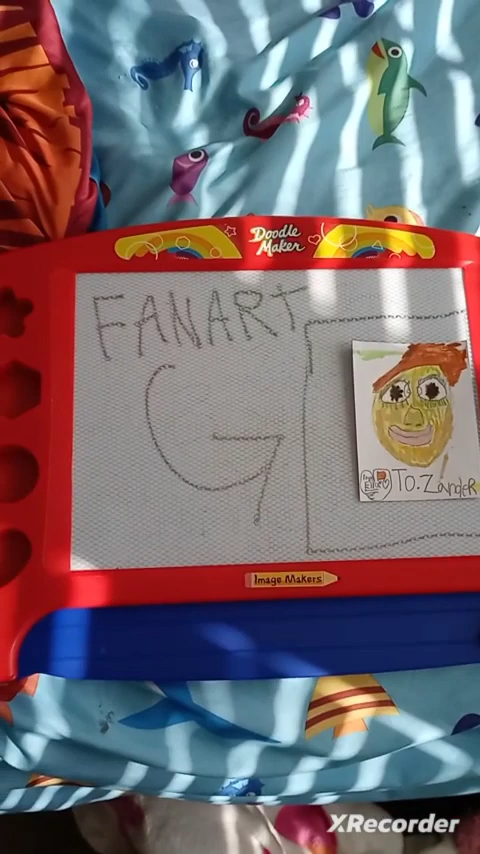 Doodle
Maker
FANART
G
To. Zander
Image Makers
XRecorder